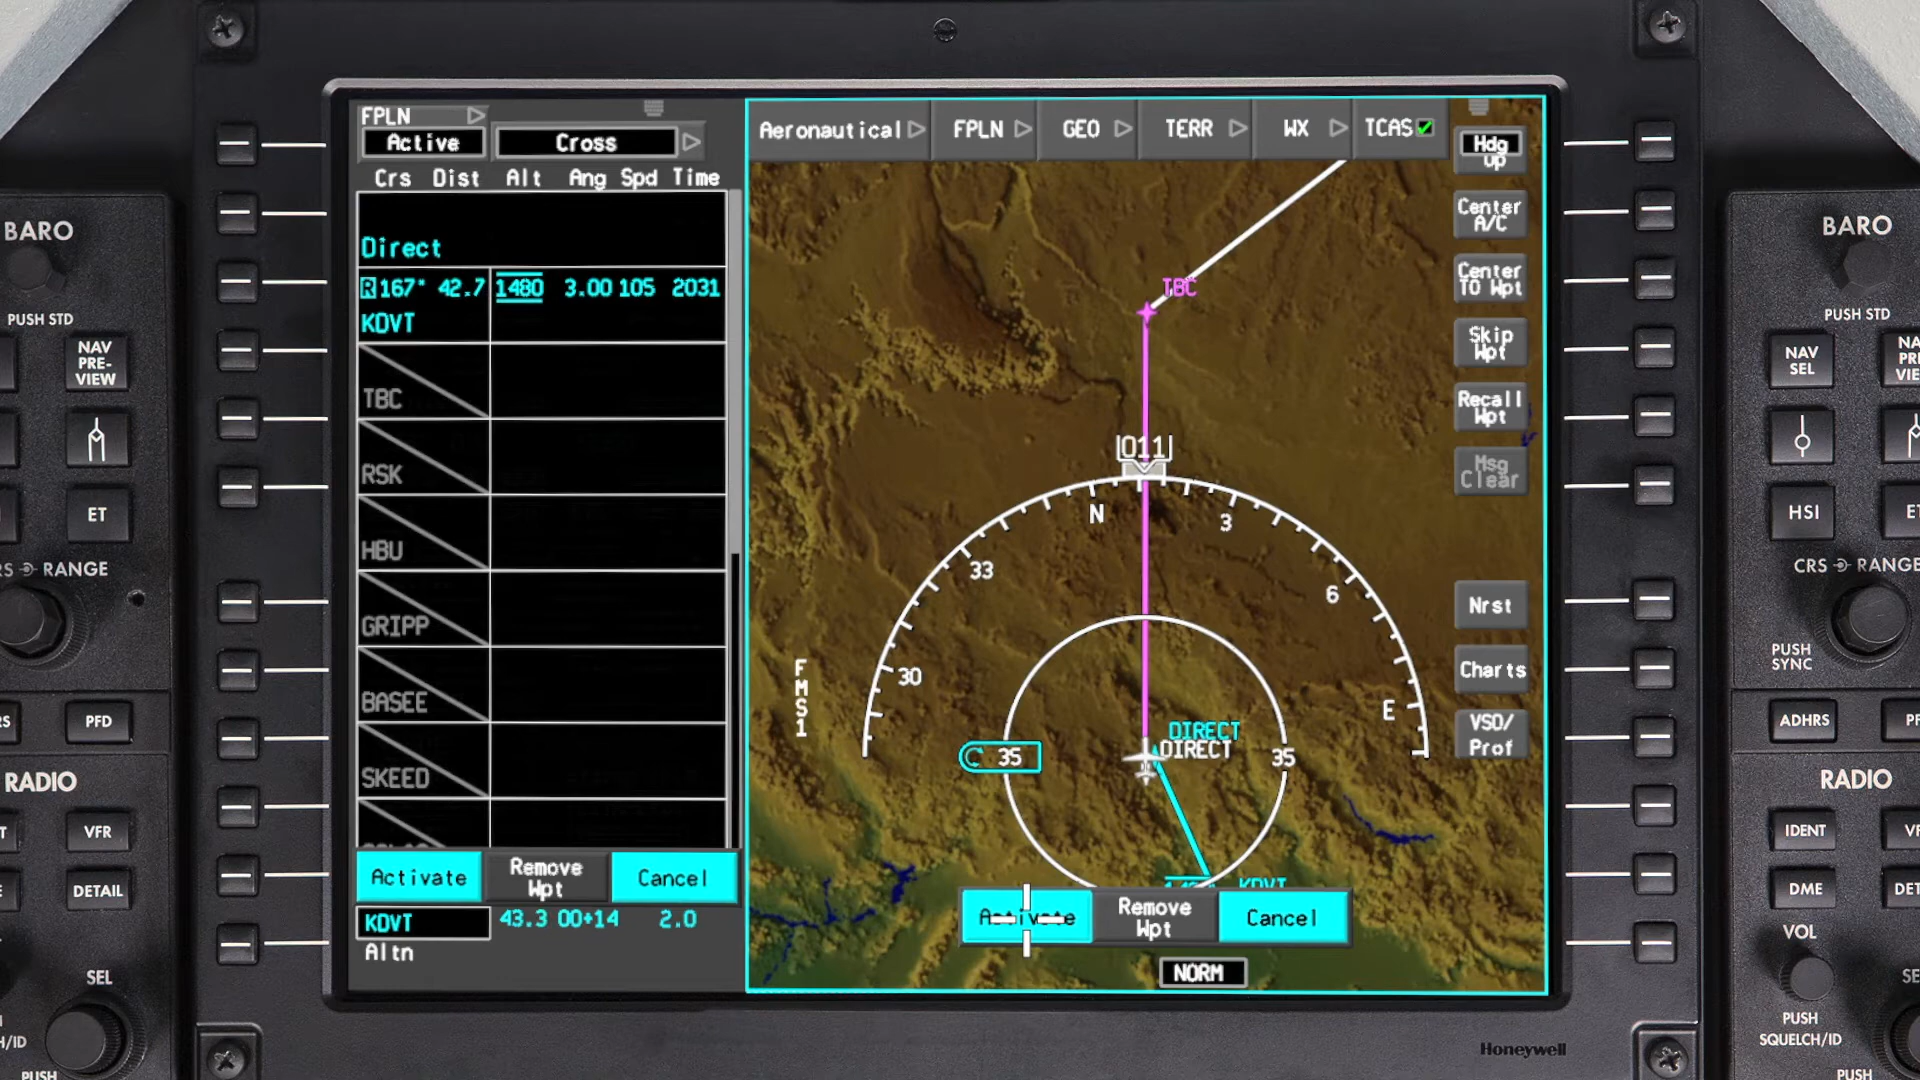 BARO
PUSH STD
NAV
PRE-
VIEW
ET
RANGE
PFD
RADIO
VFR
DETAIL
SEL
PUSH
FPLN
Active
Cross
Crs Dist Alt Ang Spd Time
Direct
R 167° 42.7 1480 3.00 105 2031
KDVT
TBC
RSK
HBU
GRIPP
BASEE
SKEED
Activate
Remove
Wpt
Cancel
KDVT 43.3 00+14 2.0
Altn
Aeronautical FPLN GEO TERR WX TCAS
Hdg
up
Center
A/C
Center
TO Wpt
Skip
Wpt
Recall
Wpt
Msg
Clear
Nrst
Charts
VSD/
Prof
TBC
011
N
3
33
6
30
E
FMS1
DIRECT
DIRECT
35
35
KDVT
Activate
Remove
Wpt
Cancel
NORM
Honeywell
BARO
PUSH STD
NAV
SEL
HSI
CRS RANGE
PUSH
SYNC
ADHRS
RADIO
IDENT
DME
VOL
PUSH
SQUELCH/ID
PUSH